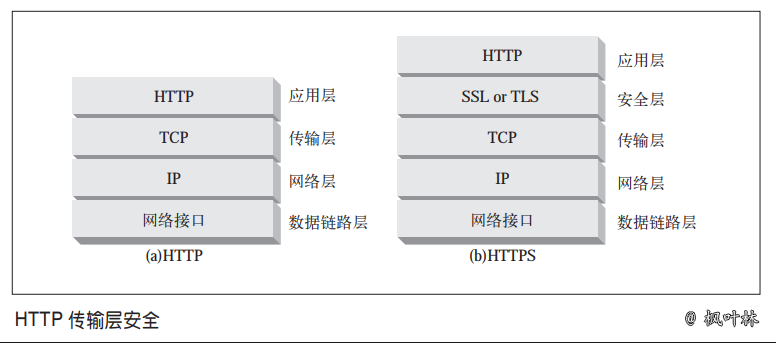 HTTP 应用层
TCP 传输层
IP 网络层
网络接口 数据链路层
(a)HTTP
HTTP 应用层
SSL or TLS 安全层
TCP 传输层
IP 网络层
网络接口 数据链路层
(b)HTTPS
HTTP 传输层安全
@ 枫叶林